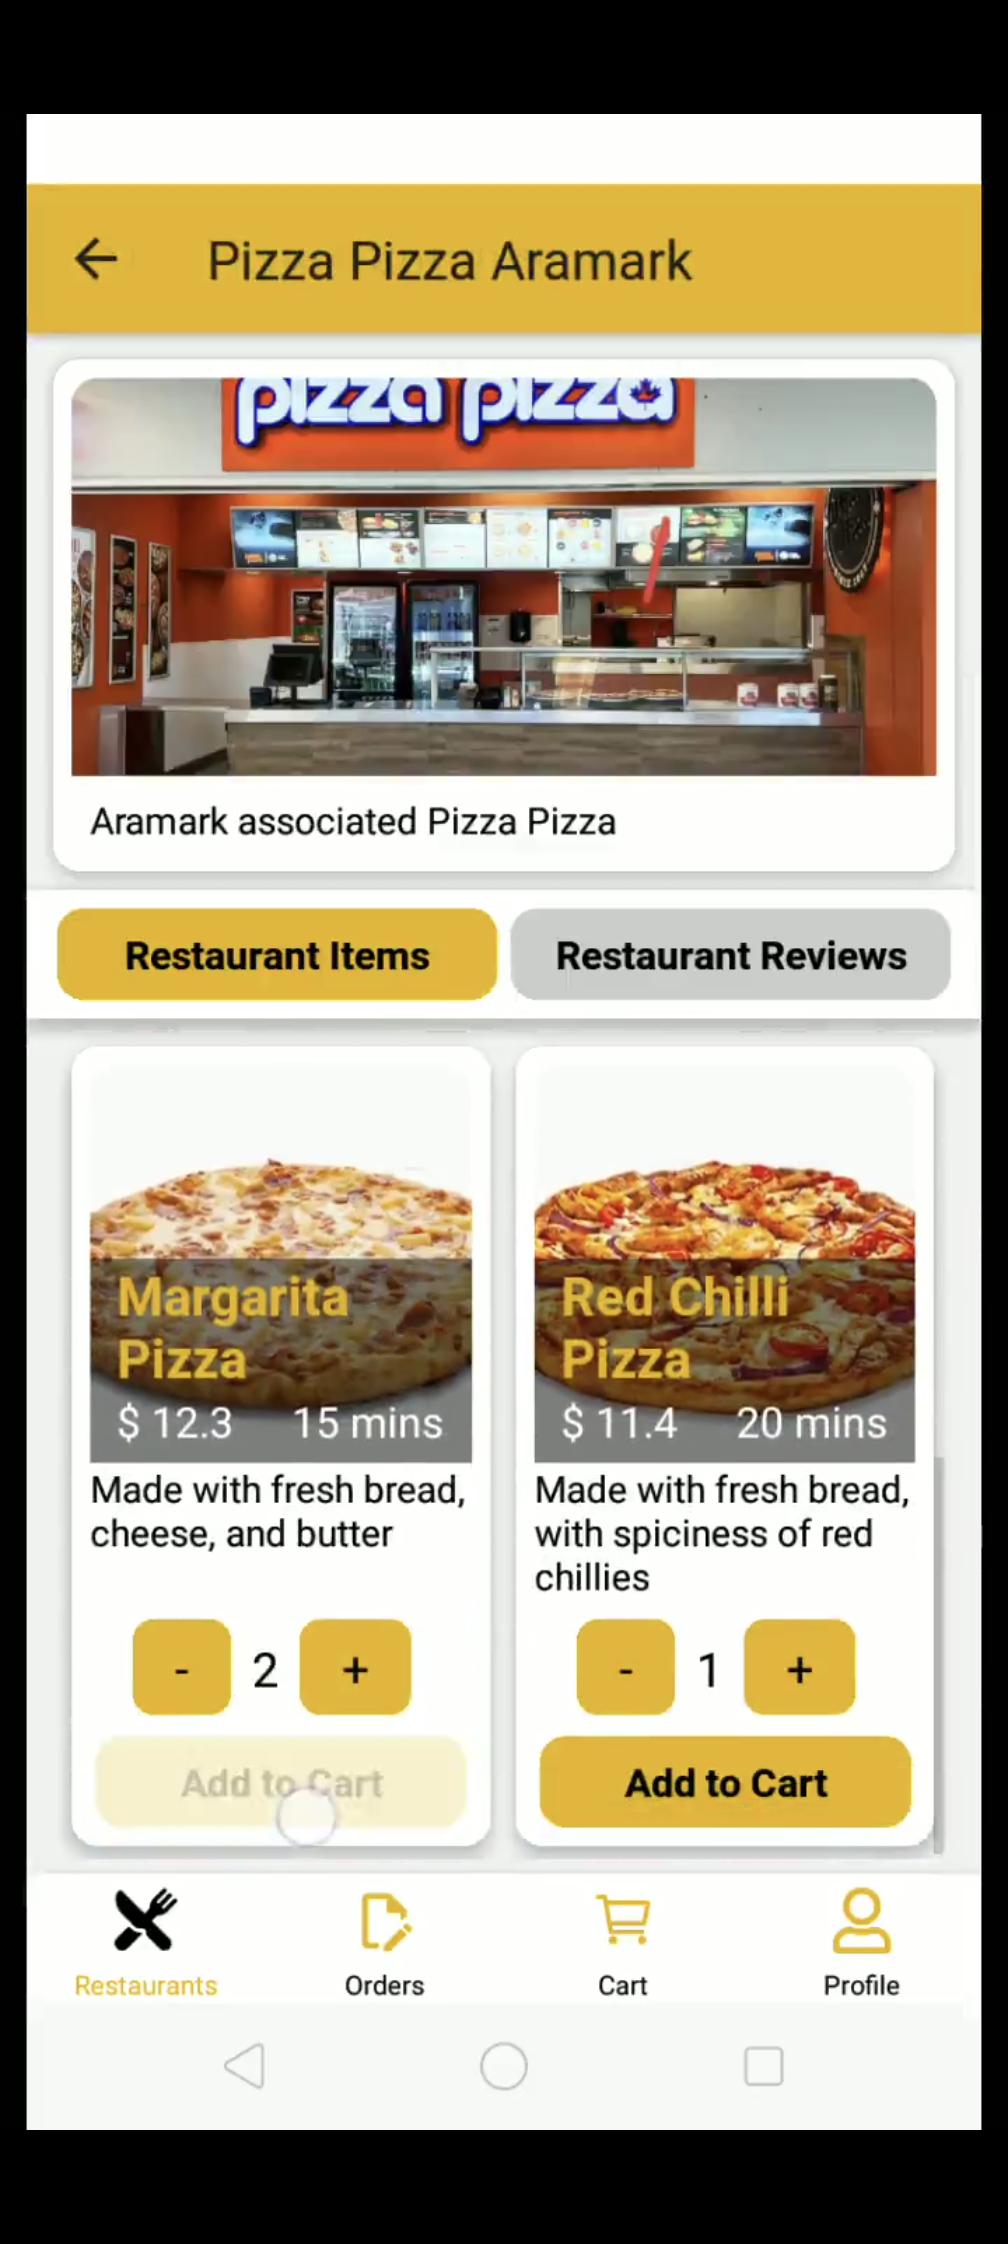 Pizza Pizza Aramark
pizza pizza
Aramark associated Pizza Pizza
Restaurant Items
Restaurant Reviews
Margarita
Pizza
$ 12.3 15 mins
Made with fresh bread,
cheese, and butter
- 2 +
Add to Cart
Red Chilli
Pizza
$ 11.4 20 mins
Made with fresh bread,
with spiciness of red
chillies
- 1 +
Add to Cart
Restaurants
Orders
Cart
Profile